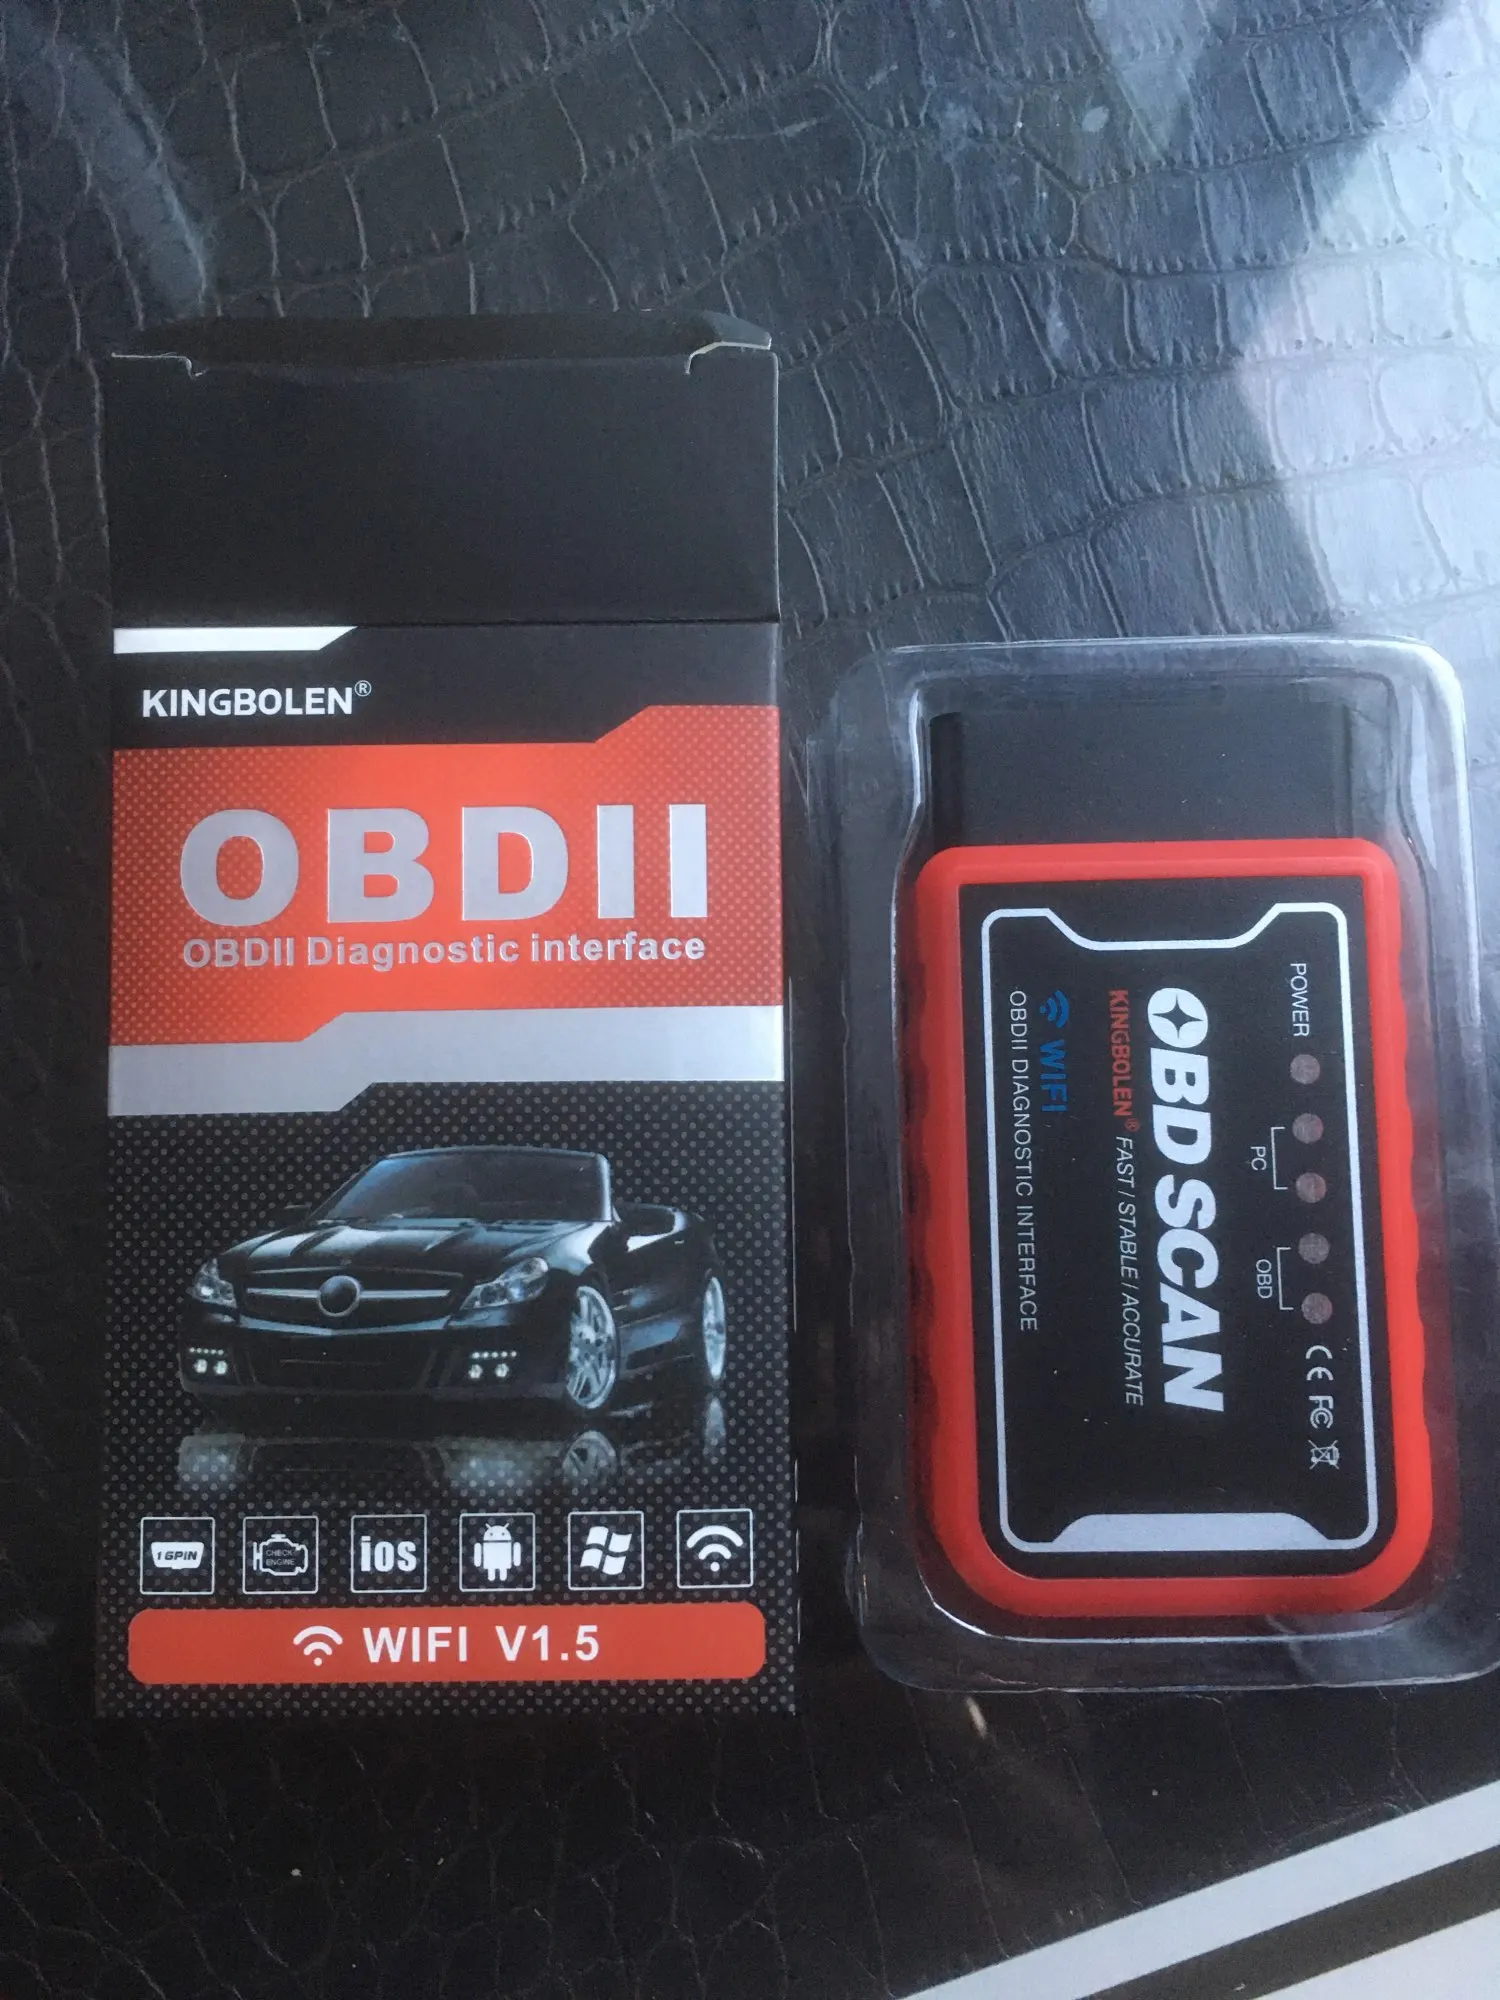 KINGBOLEN®
OBDII
OBDII Diagnostic interface
16PIN
CHECK
ENGINE
ios
WIFI V1.5
POWER
PC
OBD
CE FC
OBD SCAN
KINGBOLEN® FAST / STABLE / ACCURATE
WIFI
OBDII DIAGNOSTIC INTERFACE